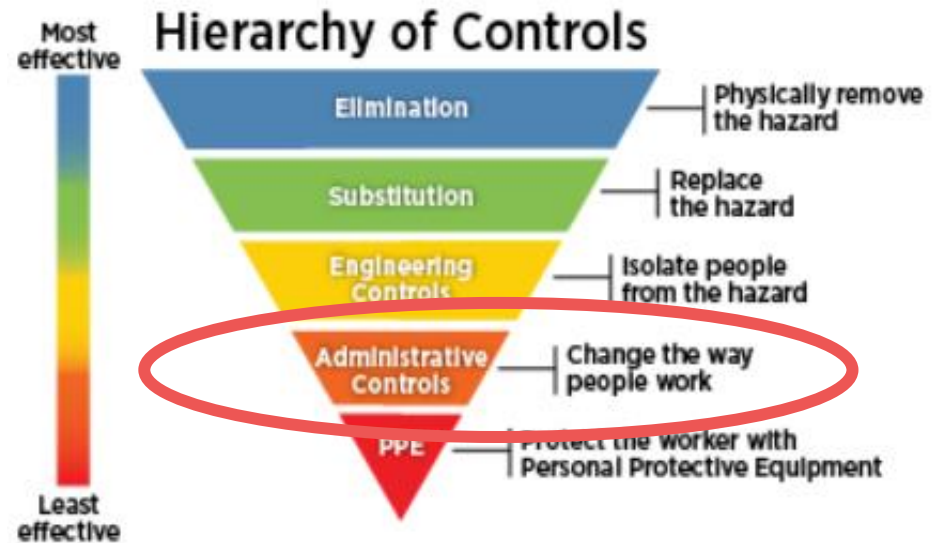 Hierarchy of Controls
Most
effective
Elimination
Physically remove
the hazard
Substitution
Replace
the hazard
Engineering
Controls
Isolate people
from the hazard
Administrative
Controls
Change the way
people work
PPE
Protect the worker with
Personal Protective Equipment
Least
effective